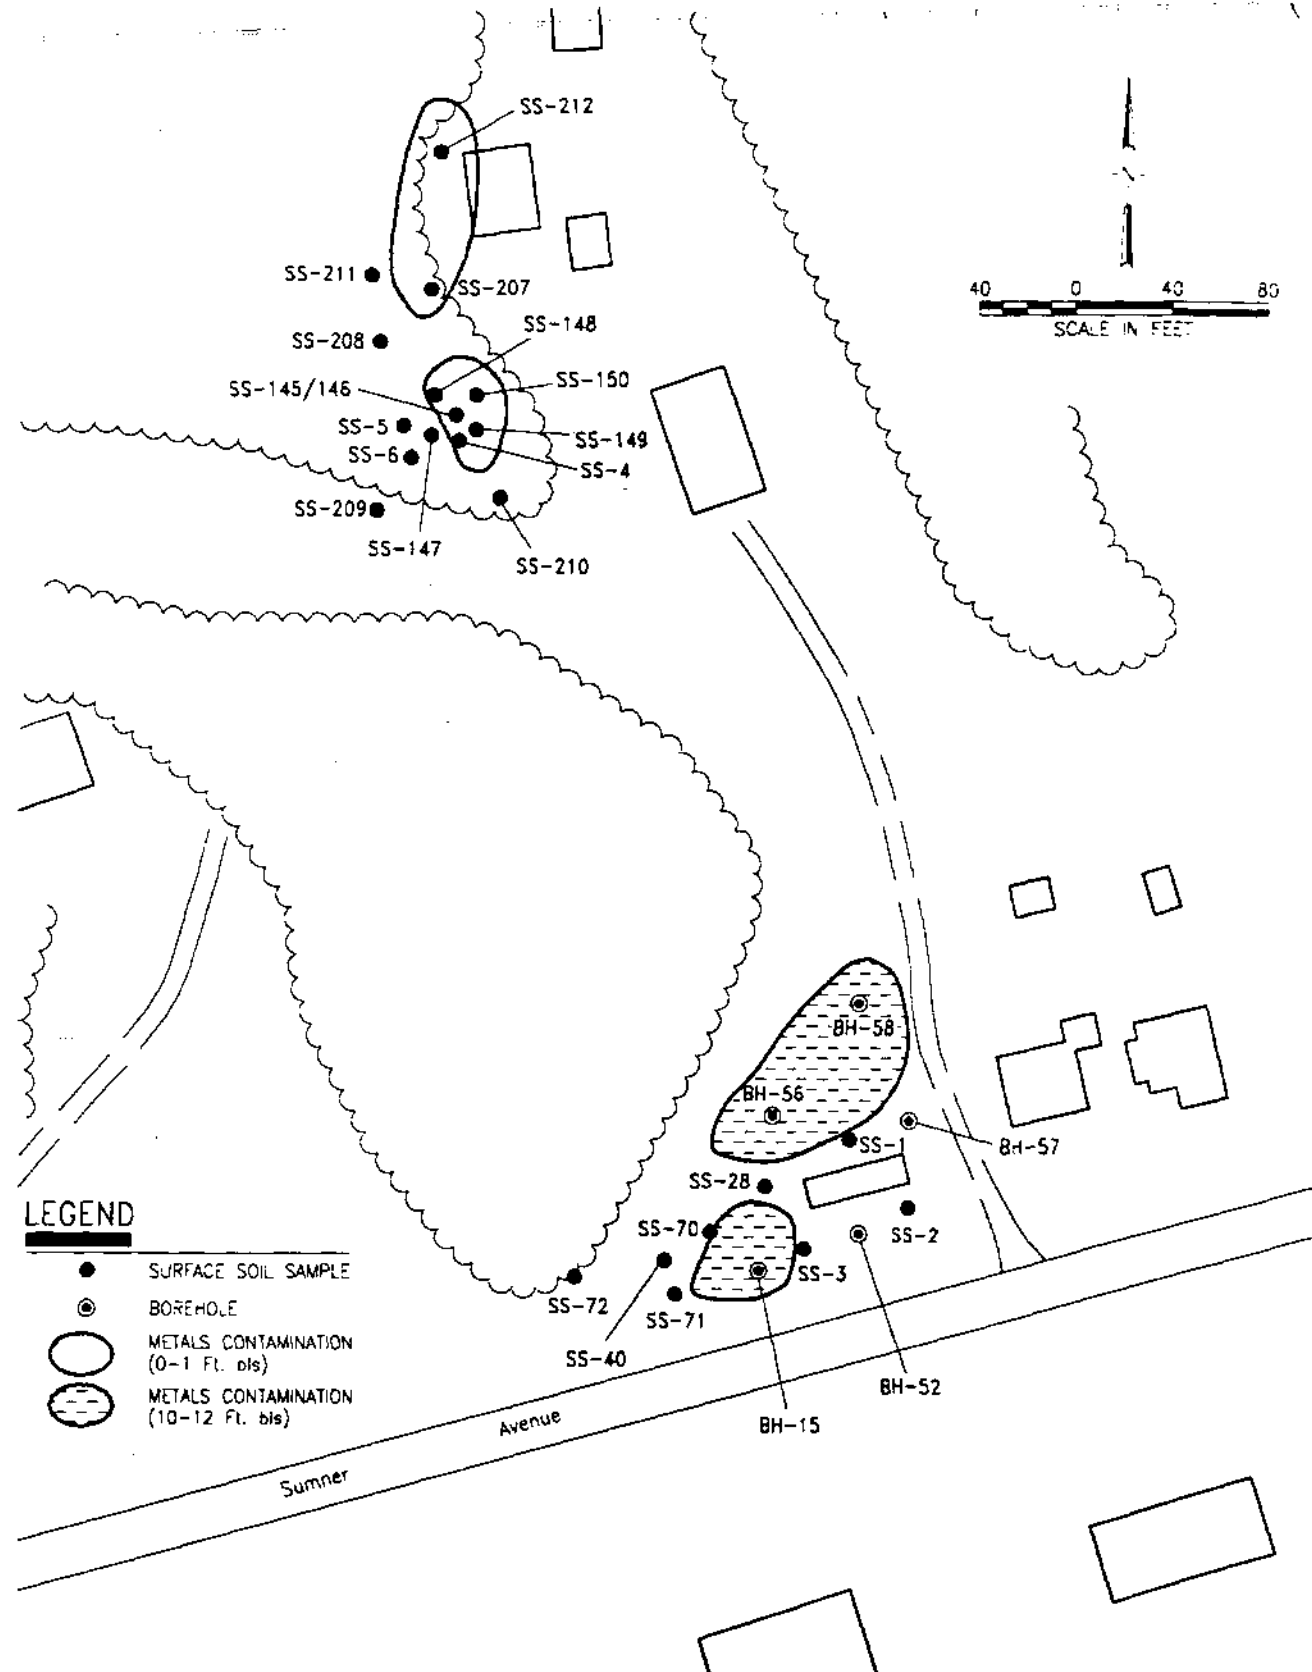 SS-212
SS-211
SS-207
40 0 40 80
SCALE IN FEET
SS-148
SS-208
SS-150
SS-145/146
SS-5
SS-149
SS-6
SS-4
SS-209
SS-147
SS-210
BH-58
BH-56
SS-1
BH-57
SS-28
SS-70
SS-2
SS-3
SS-72
SS-71
SS-40
BH-52
BH-15
LEGEND
SURFACE SOIL SAMPLE
BOREHOLE
METALS CONTAMINATION
(0-1 Ft. bls)
METALS CONTAMINATION
(10-12 Ft. bls)
Sumner Avenue